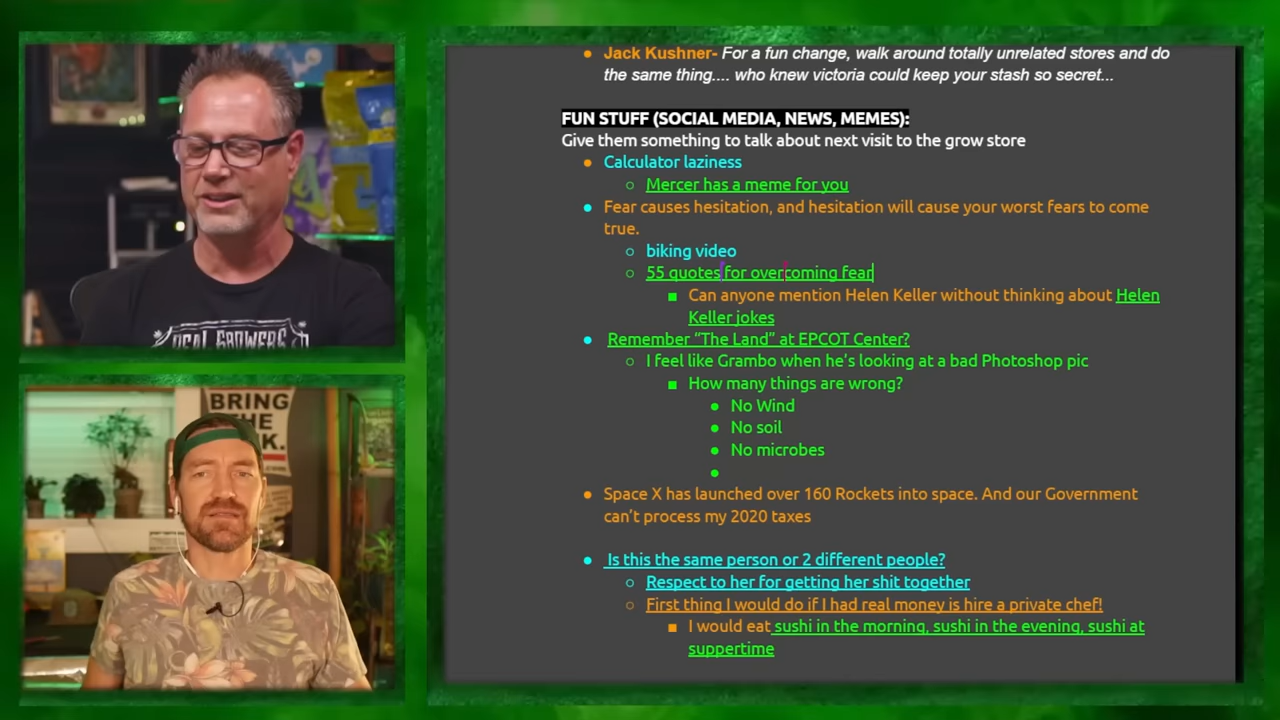 Jack Kushner- For a fun change, walk around totally unrelated stores and do
the same thing.... who knew victoria could keep your stash so secret...
FUN STUFF (SOCIAL MEDIA, NEWS, MEMES):
Give them something to talk about next visit to the grow store
Calculator laziness
Mercer has a meme for you
Fear causes hesitation, and hesitation will cause your worst fears to come
true.
biking video
55 quotes for overcoming fear
Can anyone mention Helen Keller without thinking about Helen
Keller jokes
Remember “The Land” at EPCOT Center?
I feel like Grambo when he's looking at a bad Photoshop pic
How many things are wrong?
No Wind
No soil
No microbes
Space X has launched over 160 Rockets into space. And our Government
can't process my 2020 taxes
Is this the same person or 2 different people?
Respect to her for getting her shit together
First thing I would do if I had real money is hire a private chef!
I would eat sushi in the morning, sushi in the evening, sushi at
suppertime
REAL GROWERS
BRING
THE